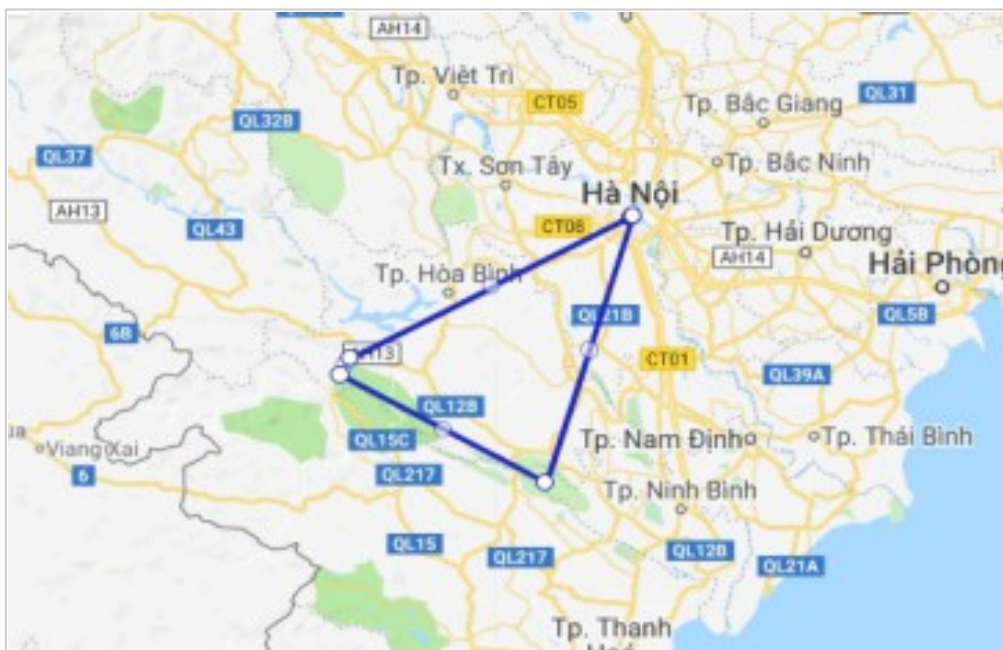 AH14
Tp. Việt Trì
CT05
QL31
Tp. Bắc Giang
QL32B
QL37
Tx. Sơn Tây
Tp. Bắc Ninh
Hà Nội
AH13
QL43
CT08
Tp. Hải Dương
AH14
Hải Phòng
Tp. Hòa Bình
QL21B
QL5B
6B
AH13
CT01
QL39A
QL12B
QL15C
Viang Xai
Tp. Nam Định
Tp. Thái Bình
6
QL217
Tp. Ninh Bình
QL15
QL217
QL12B
QL21A
Tp. Thanh